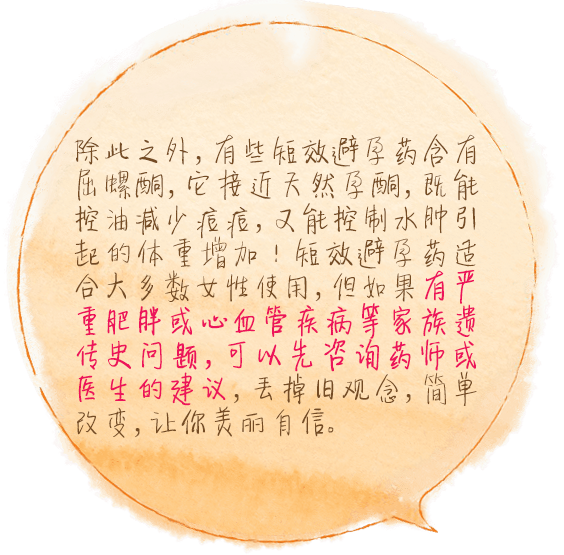 除此之外，有些短效避孕药含有
屈螺酮，它接近天然孕酮，既能
控油减少痘痘，又能控制水肿引
起的体重增加！短效避孕药适
合大多数女性使用，但如果有严
重肥胖或心血管疾病等家族遗
传史问题，可以先咨询药师或
医生的建议，丢掉旧观念，简单
改变，让你美丽自信。